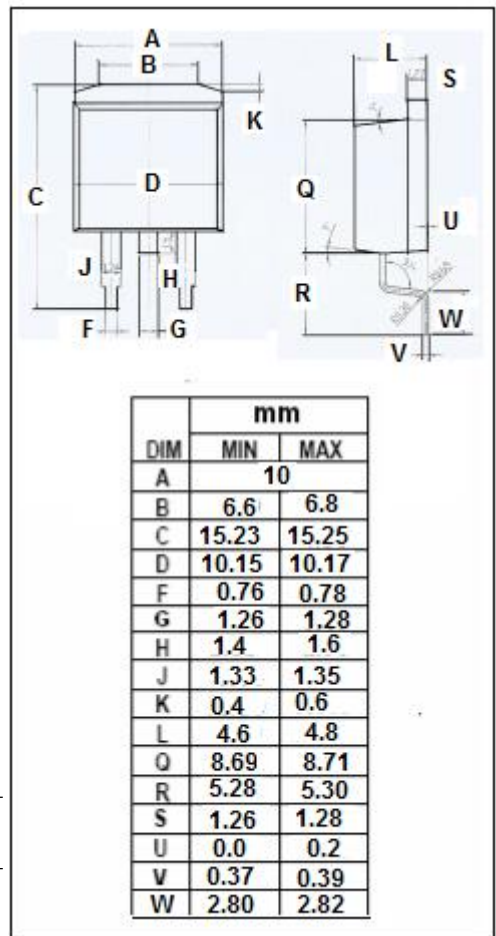 A
B
L
S
K
C
D
Q
U
J
H
R
W
F
G
V
mm
DIM MIN MAX
A 10
B 6.6 6.8
C 15.23 15.25
D 10.15 10.17
F 0.76 0.78
G 1.26 1.28
H 1.4 1.6
J 1.33 1.35
K 0.4 0.6
L 4.6 4.8
Q 8.69 8.71
R 5.28 5.30
S 1.26 1.28
U 0.0 0.2
V 0.37 0.39
W 2.80 2.82